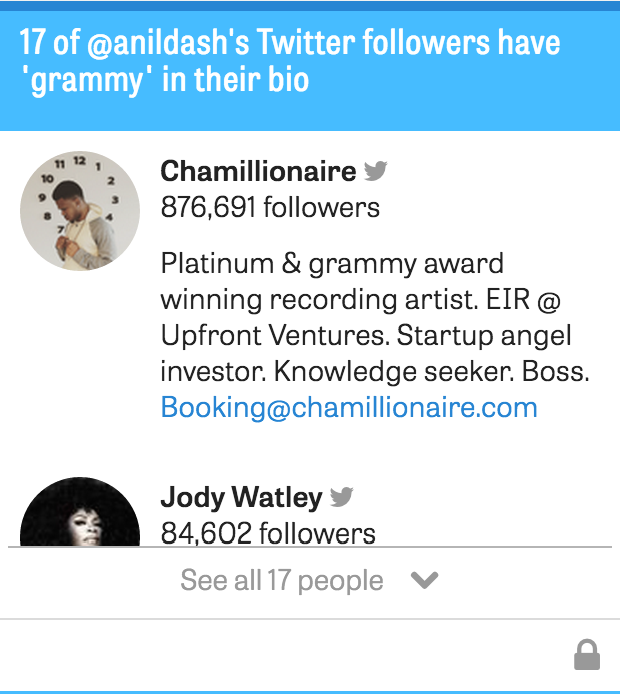 17 of @anildash's Twitter followers have
'grammy' in their bio
11 12 1
10 2
9 3
8 4
7
Chamillionaire
876,691 followers
Platinum & grammy award
winning recording artist. EIR @
Upfront Ventures. Startup angel
investor. Knowledge seeker. Boss.
Booking@chamillionaire.com
Jody Watley
84,602 followers
See all 17 people